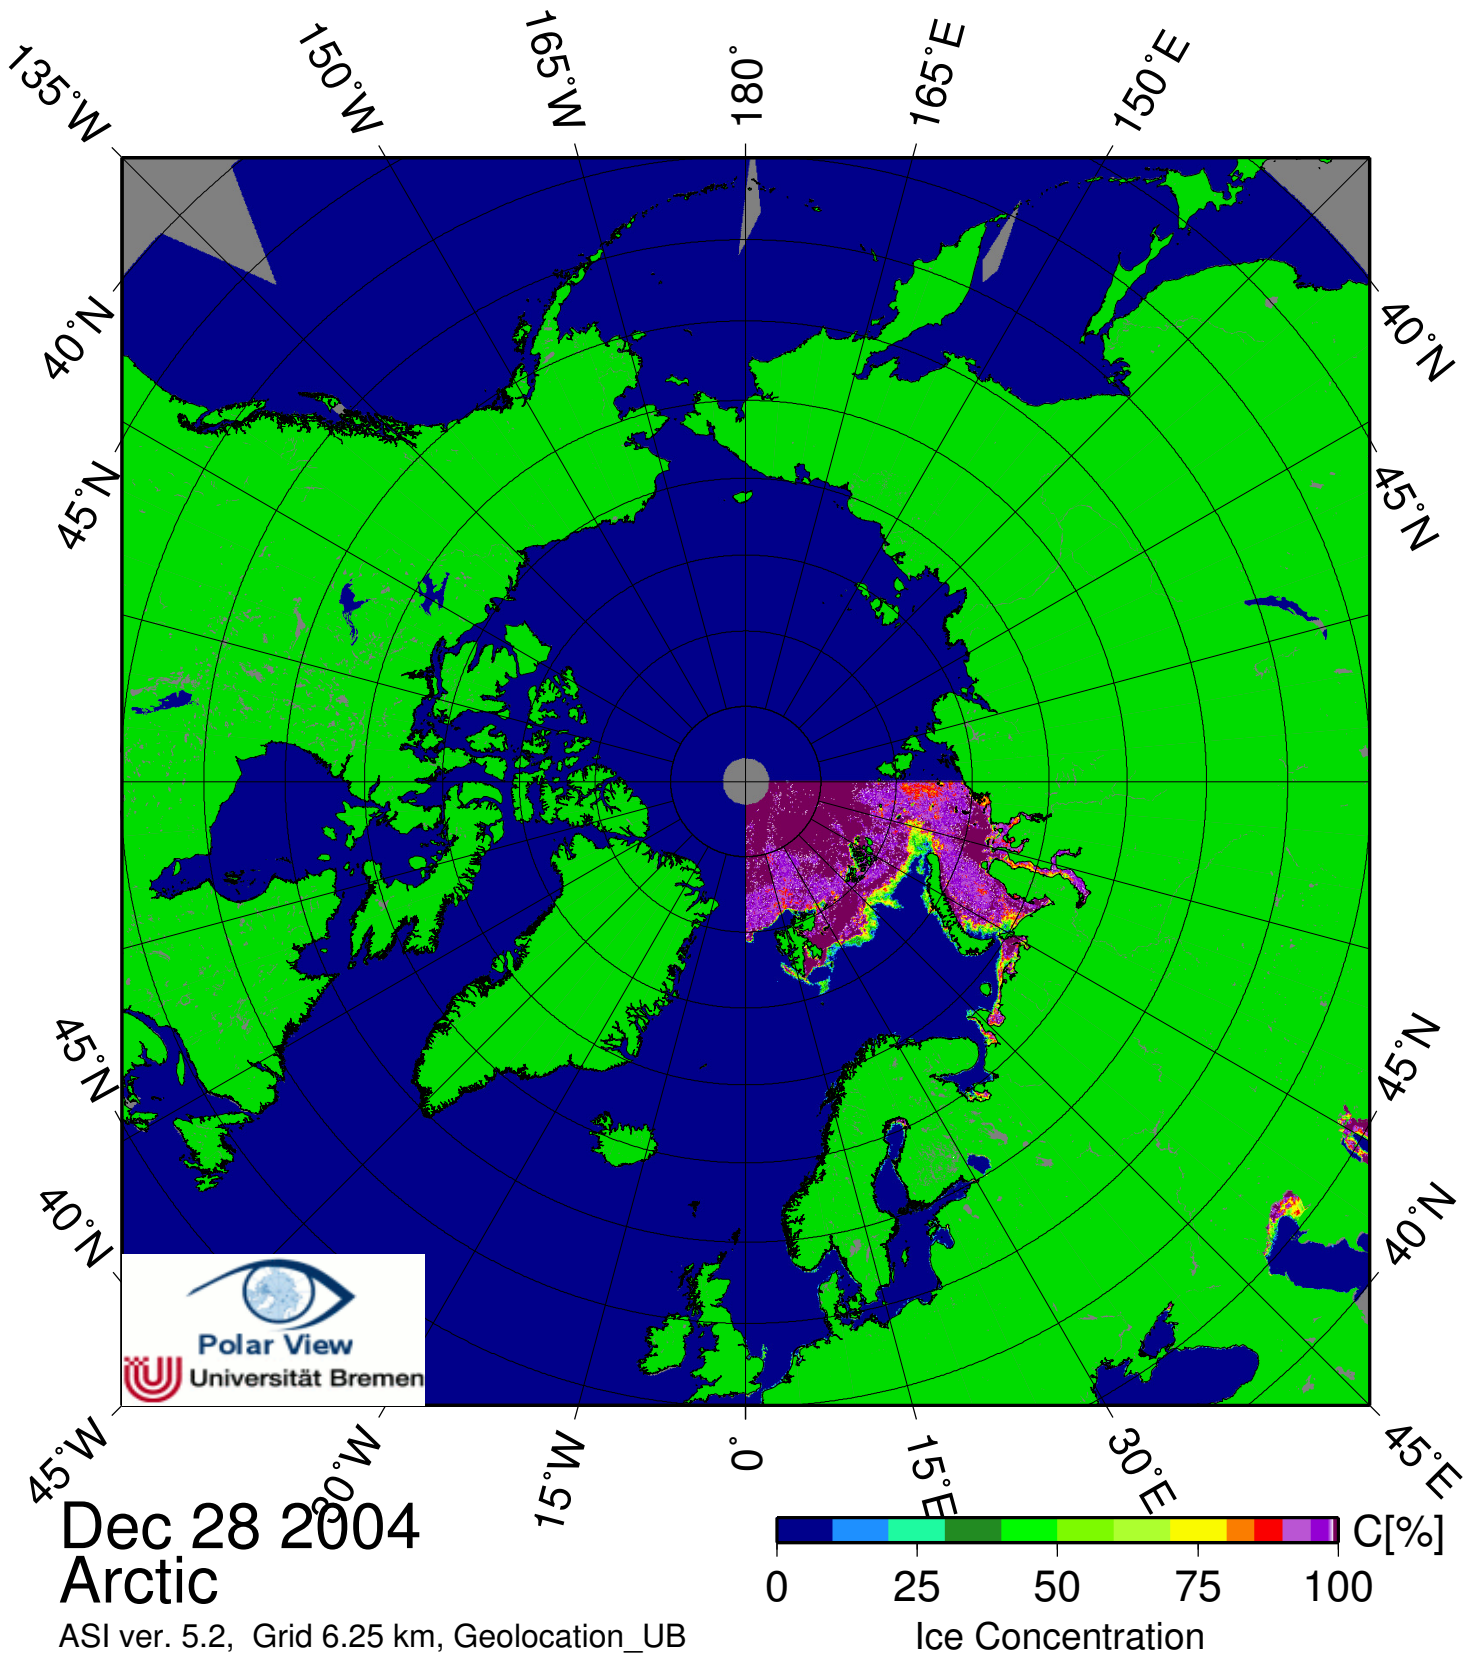 135°W
150°W
165°W
180°
165°E
150°E
40°N
40°N
45°N
45°N
45°N
45°N
40°N
40°N
Polar View
Universität Bremen
45°W
30°W
15°W
0°
15°E
30°E
45°E
Dec 28 2004
Arctic
ASI ver. 5.2, Grid 6.25 km, Geolocation_UB
C[%]
0 25 50 75 100
Ice Concentration